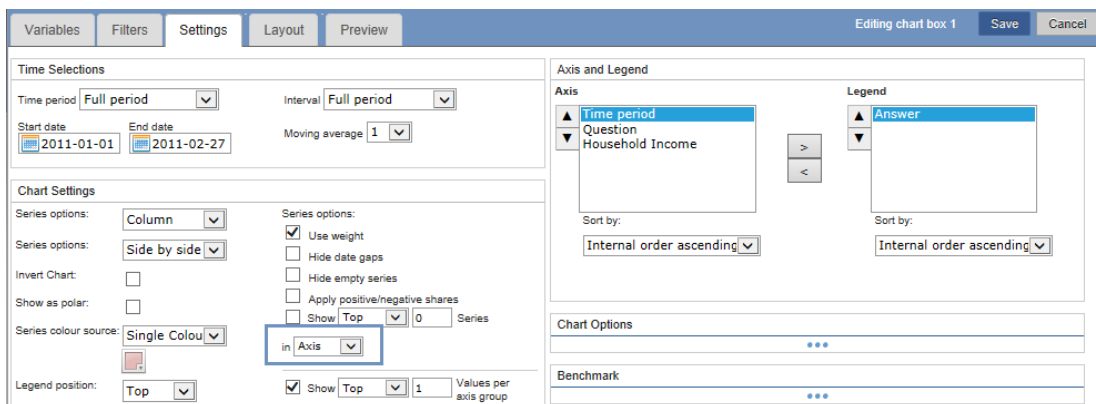 Variables Filters Settings Layout Preview Editing chart box 1 Save Cancel
Time Selections
Time period Full period Interval Full period
Start date End date
2011-01-01 2011-02-27 Moving average 1
Chart Settings
Series options: Column
Series options: Side by side
Invert Chart:
Show as polar:
Series colour source: Single Colou
Legend position: Top
Series options:
Use weight
Hide date gaps
Hide empty series
Apply positive/negative shares
Show Top 0 Series
in Axis
Show Top 1 Values per
axis group
Axis and Legend
Axis Legend
▲ Time period ▲ Answer
▼ Question ▼
Household Income
>
<
Sort by: Sort by:
Internal order ascending Internal order ascending
Chart Options
•••
Benchmark
•••